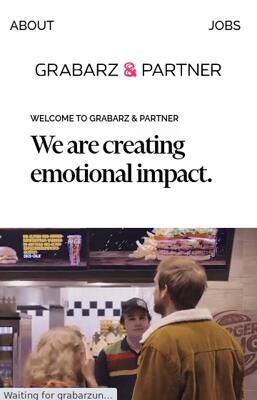 ABOUT JOBS
GRABARZ & PARTNER
WELCOME TO GRABARZ & PARTNER
We are creating
emotional impact.
Waiting for grabarzun...